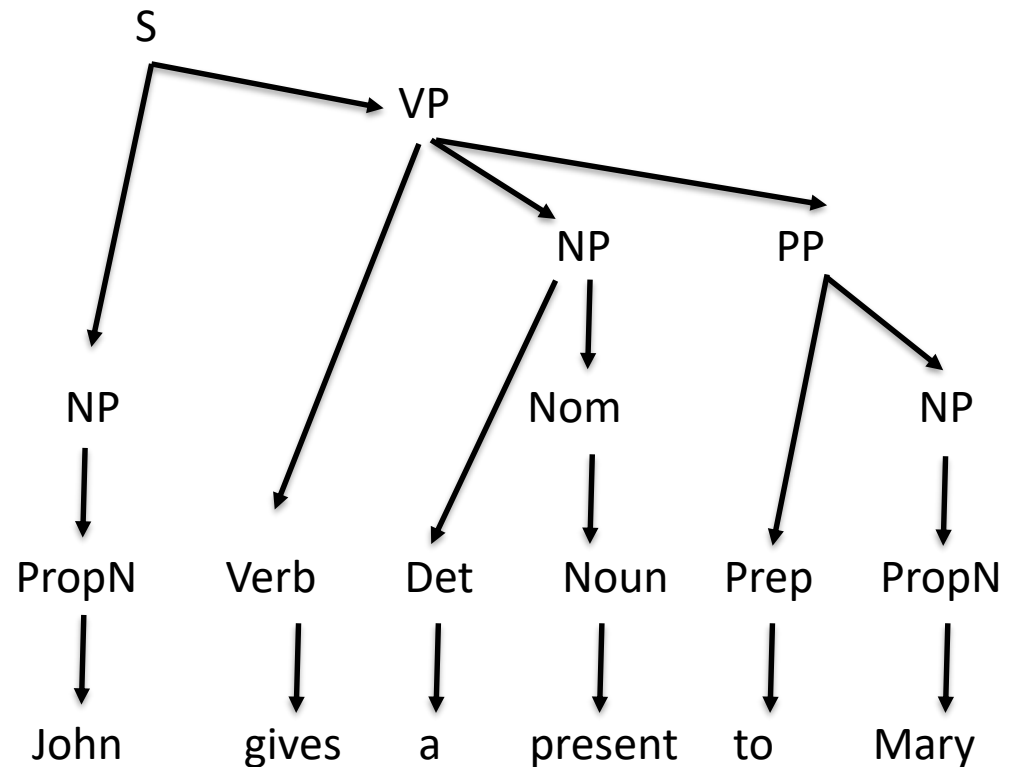 S
VP
NP PP
NP Nom NP
PropN Verb Det Noun Prep PropN
John gives a present to Mary